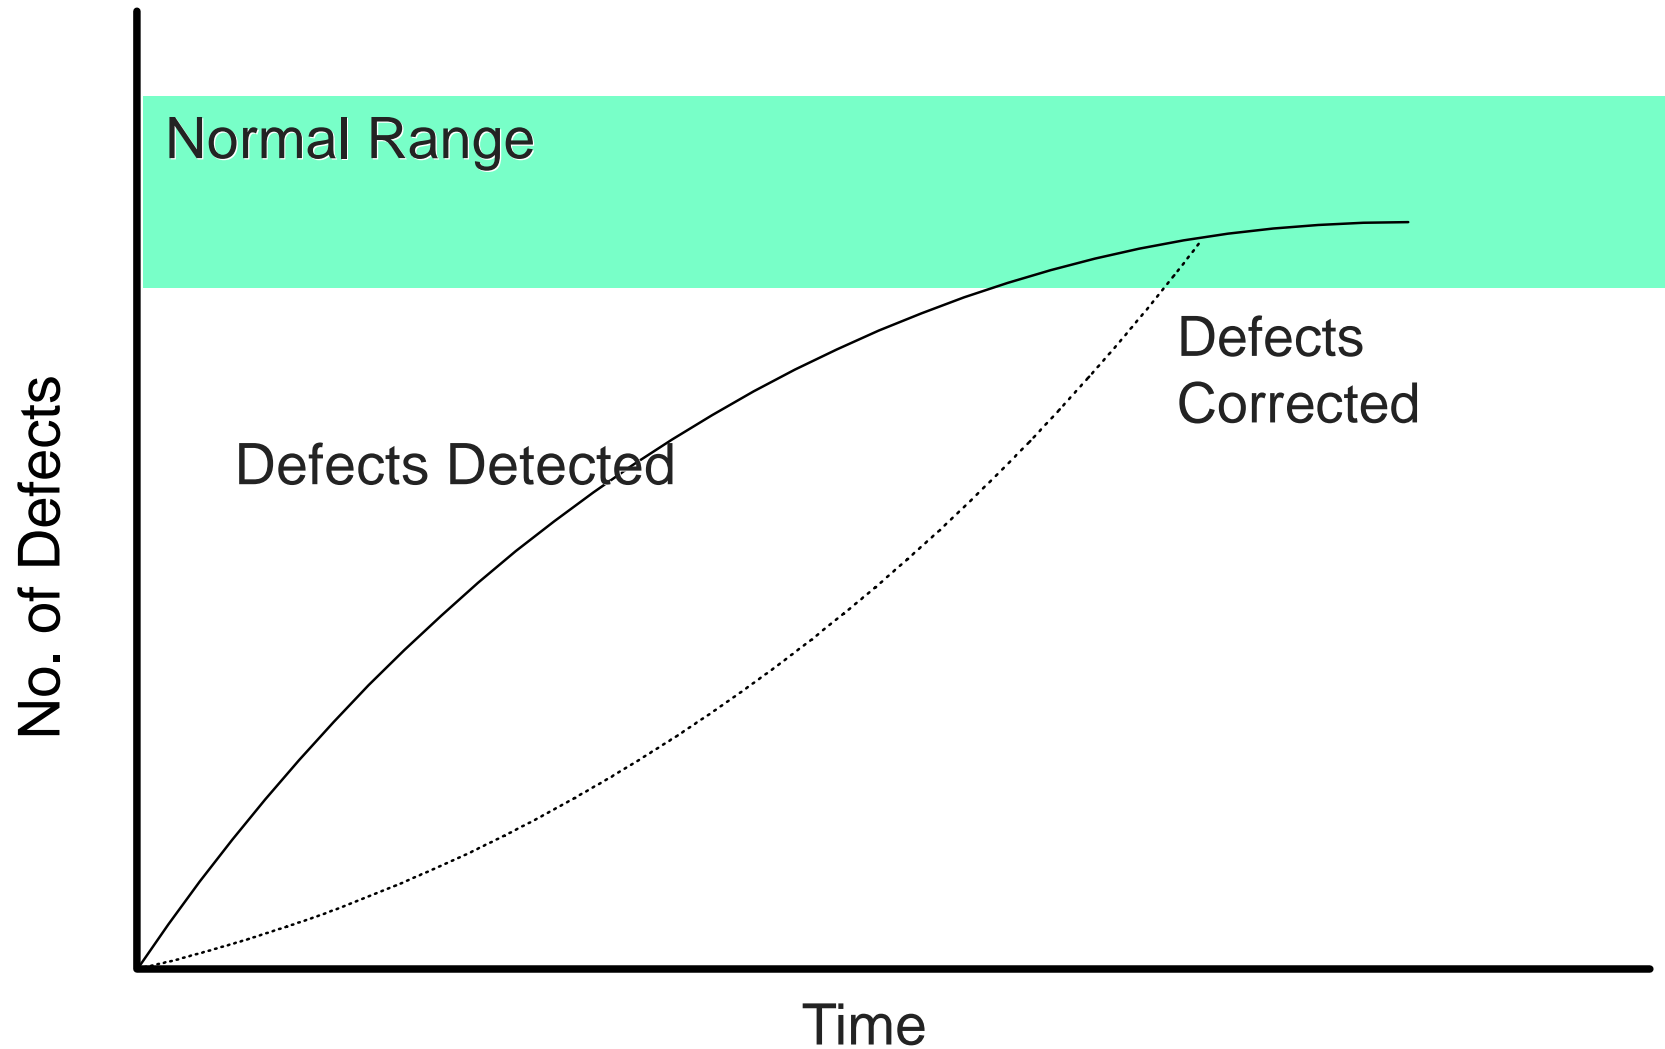 Normal Range
Defects
Corrected
Defects Detected
No. of Defects
Time